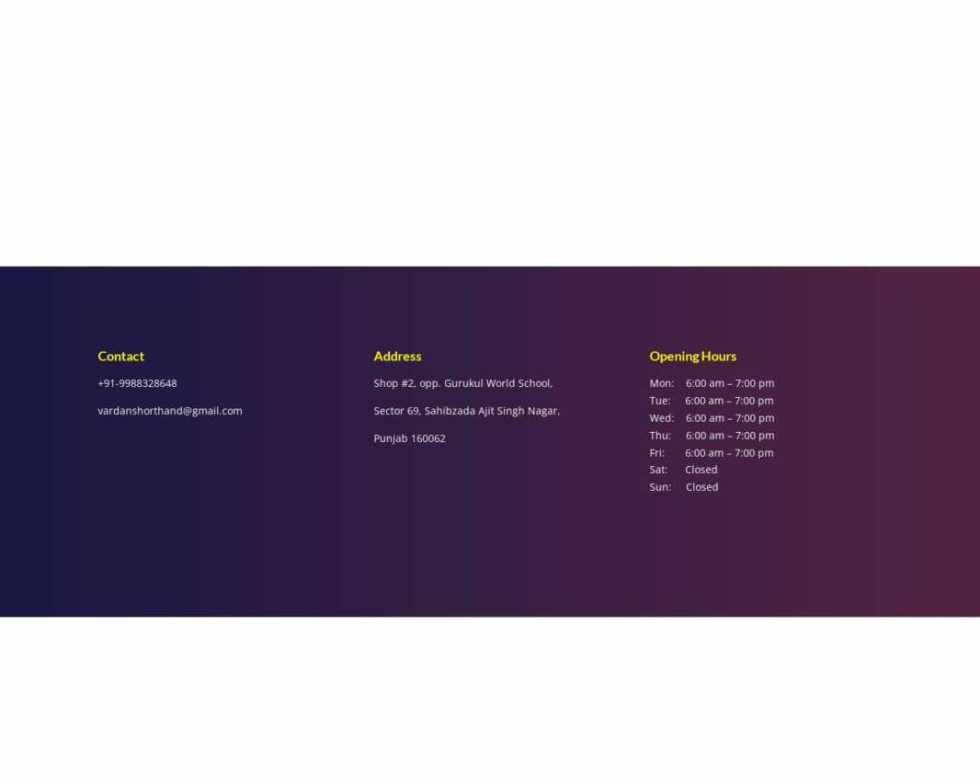 Contact
+91-9988328648
vardanshorthand@gmail.com
Address
Shop #2, opp. Gurukul World School,
Sector 69, Sahibzada Ajit Singh Nagar,
Punjab 160062
Opening Hours
Mon: 6:00 am – 7:00 pm
Tue: 6:00 am – 7:00 pm
Wed: 6:00 am – 7:00 pm
Thu: 6:00 am – 7:00 pm
Fri: 6:00 am – 7:00 pm
Sat: Closed
Sun: Closed